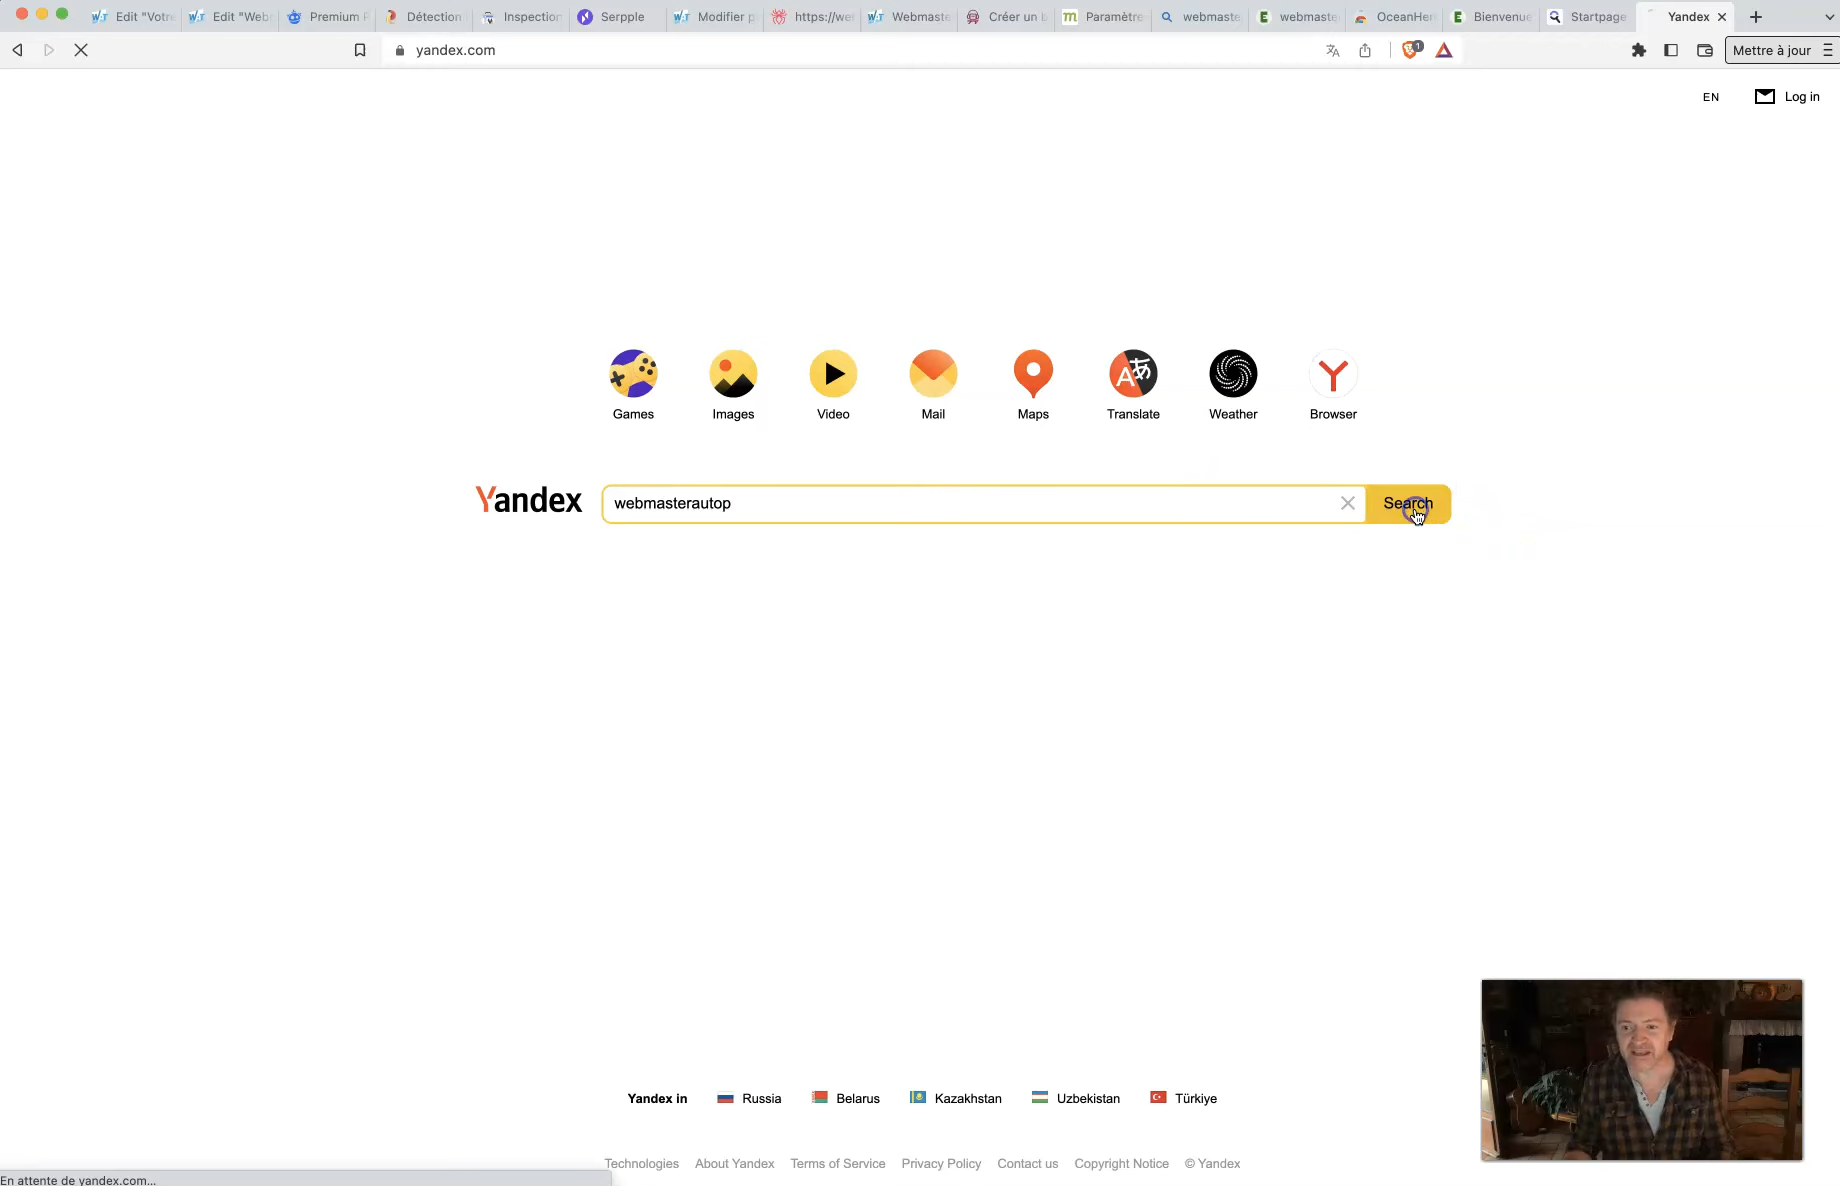 Edit "Votre
Edit "Webm
Premium P
Détection
Inspection
Serpple
Modifier p
https://we
Webmaste
Créer un b
Paramètre
webmaste
webmaste
OceanHer
Bienvenue
Startpage
Yandex
yandex.com
1
Mettre à jour
EN
Log in
Games
Images
Video
Mail
Maps
Translate
Weather
Browser
Yandex
webmasterautop
Search
Yandex in
Russia
Belarus
Kazakhstan
Uzbekistan
Türkiye
Technologies
About Yandex
Terms of Service
Privacy Policy
Contact us
Copyright Notice
© Yandex
En attente de yandex.com...